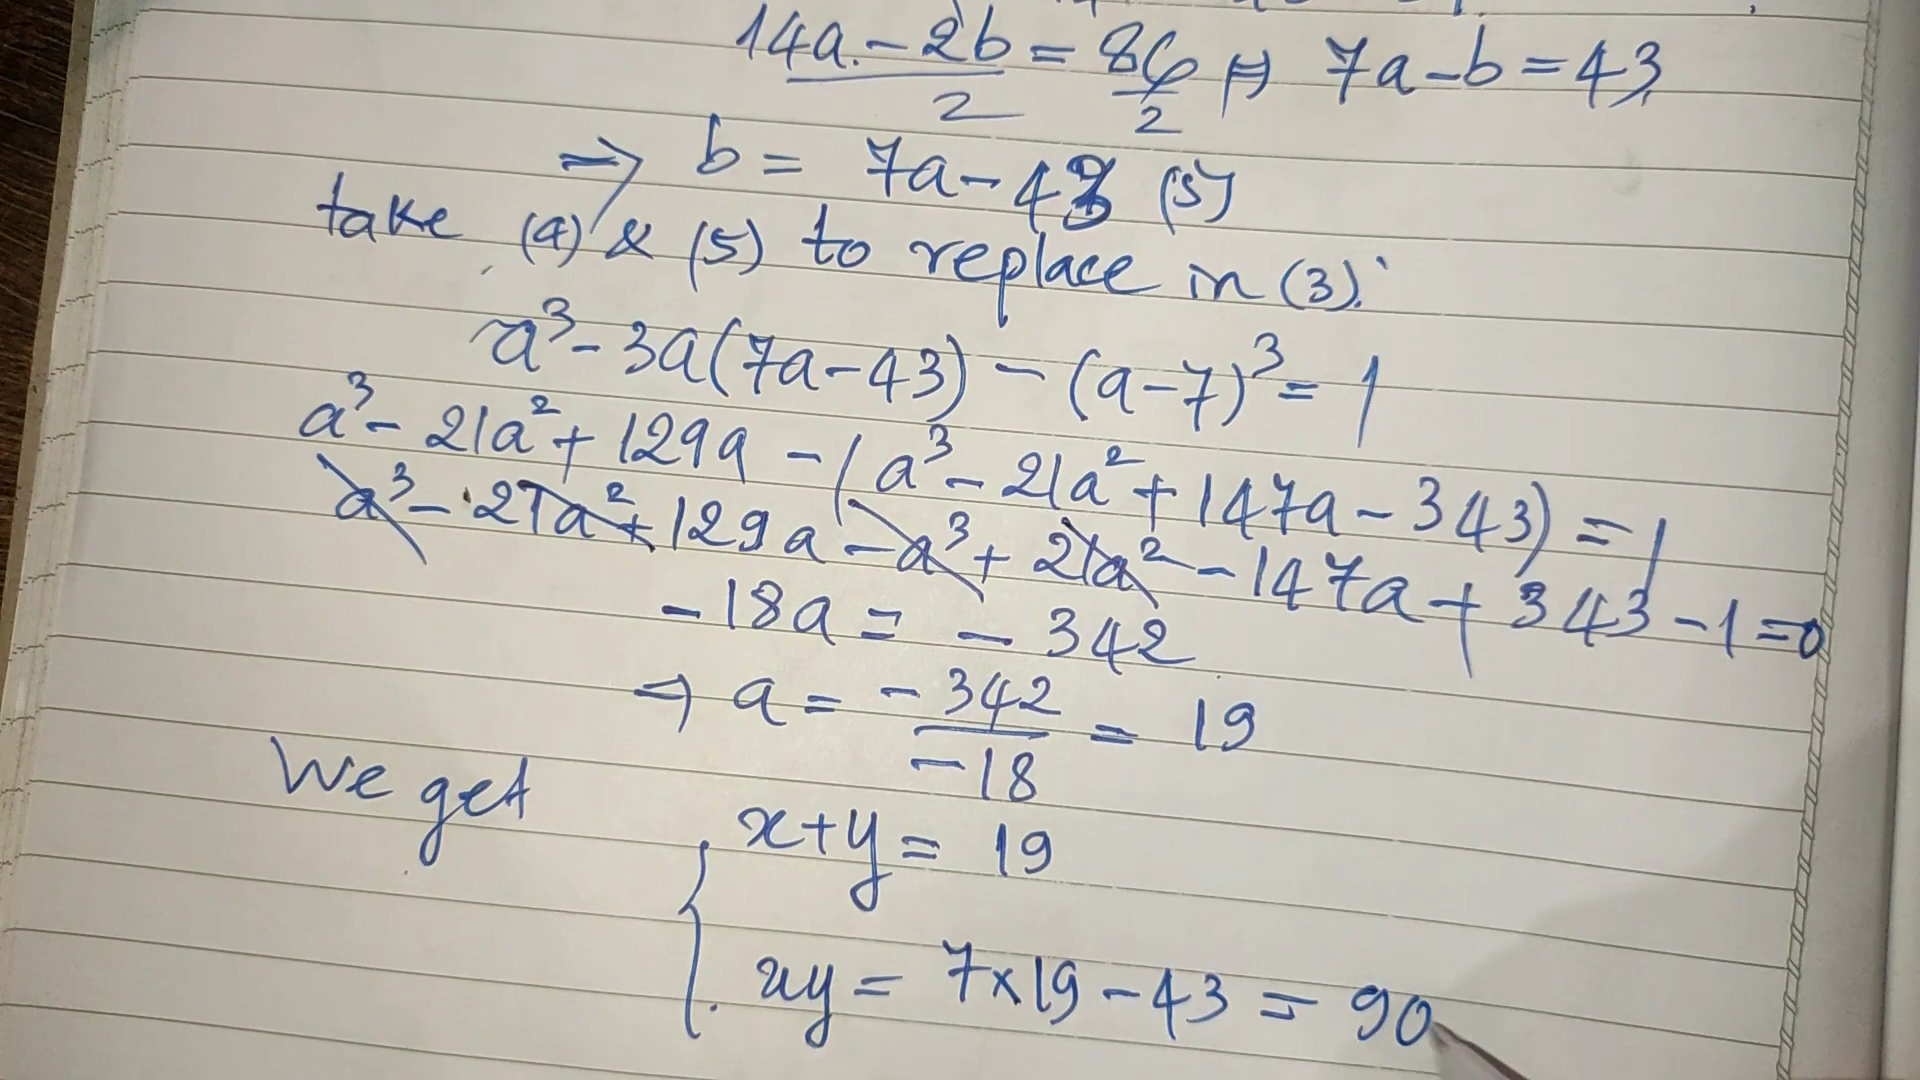 14a - 2b / 2 = 86 / 2 ⇒ 7a - b = 43
⇒ b = 7a - 43 (5)
take (4) & (5) to replace in (3).
a³ - 3a(7a - 43) - (a - 7)³ = 1
a³ - 21a² + 129a - (a³ - 21a² + 147a - 343) = 1
a³ - 21a² + 129a - a³ + 21a² - 147a + 343 - 1 = 0
-18a = - 342
⇒ a = -342 / -18 = 19
We get
{ x + y = 19
xy = 7 × 19 - 43 = 90